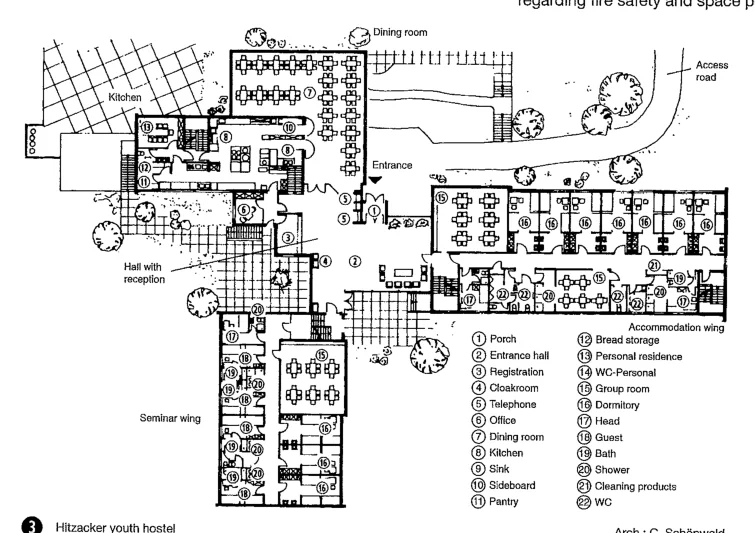 regarding fire safety and space p
Dining room
Access
road
Kitchen
Entrance
Hall with
reception
Accommodation wing
Seminar wing
① Porch
② Entrance hall
③ Registration
④ Cloakroom
⑤ Telephone
⑥ Office
⑦ Dining room
⑧ Kitchen
⑨ Sink
⑩ Sideboard
⑪ Pantry
⑫ Bread storage
⑬ Personal residence
⑭ WC-Personal
⑮ Group room
⑯ Dormitory
⑰ Head
⑱ Guest
⑲ Bath
⑳ Shower
㉑ Cleaning products
㉒ WC
❸ Hitzacker youth hostel
Arch.: C. Schönwald